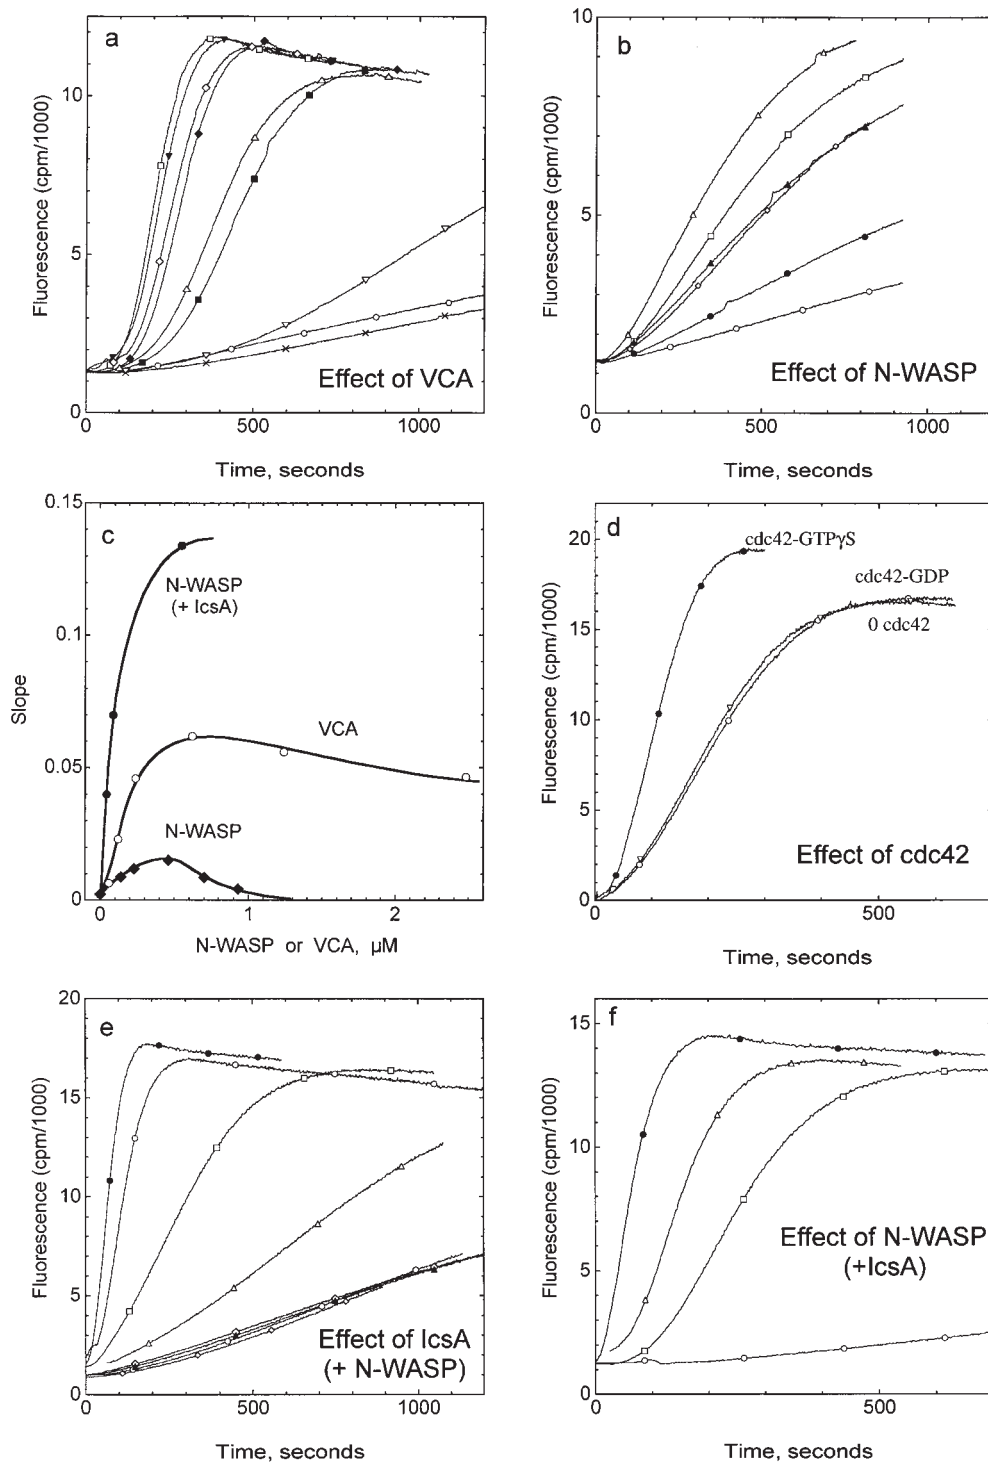 a
Fluorescence (cpm/1000)
10
5
0
Effect of VCA
0 500 1000
Time, seconds
b
Fluorescence (cpm/1000)
10
5
0
Effect of N-WASP
0 500 1000
Time, seconds
c
Slope
0.15
0.1
0.05
0
N-WASP
(+ IcsA)
VCA
N-WASP
0 1 2
N-WASP or VCA, µM
d
Fluorescence (cpm/1000)
20
15
10
5
0
cdc42-GTPγS
cdc42-GDP
0 cdc42
Effect of cdc42
0 500
Time, seconds
e
Fluorescence (cpm/1000)
20
15
10
5
0
Effect of IcsA
(+ N-WASP)
0 500 1000
Time, seconds
f
Fluorescence (cpm/1000)
15
10
5
0
Effect of N-WASP
(+IcsA)
0 500
Time, seconds